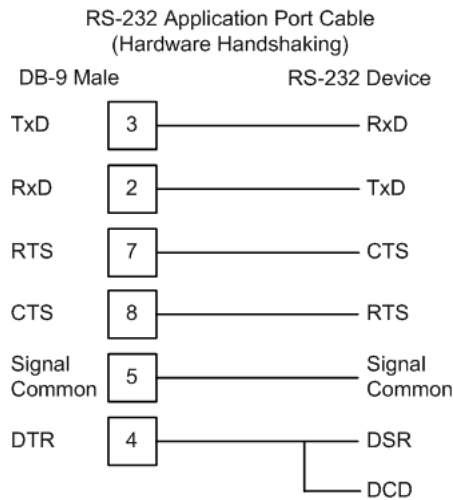 RS-232 Application Port Cable
(Hardware Handshaking)
DB-9 Male RS-232 Device
TxD 3 RxD
RxD 2 TxD
RTS 7 CTS
CTS 8 RTS
Signal Common 5 Signal Common
DTR 4 DSR
DCD